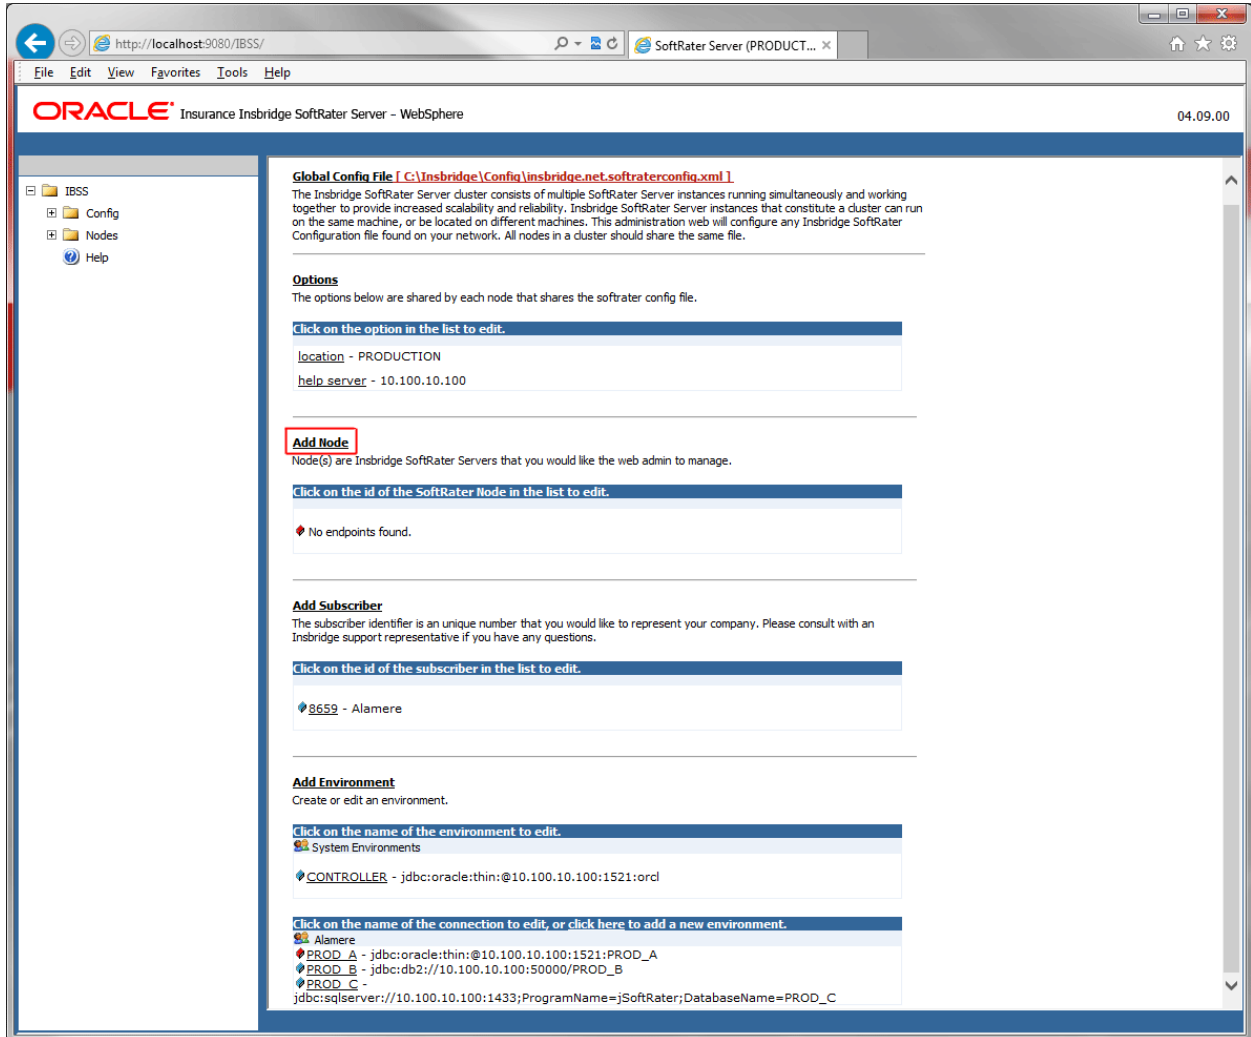 http://localhost:9080/IBSS/
SoftRater Server (PRODUCT...
File Edit View Favorites Tools Help
ORACLE Insurance Insbridge SoftRater Server - WebSphere
04.09.00
IBSS
Config
Nodes
Help
Global Config File [ C:\Insbridge\Config\insbridge.net.softraterconfig.xml ]
The Insbridge SoftRater Server cluster consists of multiple SoftRater Server instances running simultaneously and working
together to provide increased scalability and reliability. Insbridge SoftRater Server instances that constitute a cluster can run
on the same machine, or be located on different machines. This administration web will configure any Insbridge SoftRater
Configuration file found on your network. All nodes in a cluster should share the same file.
Options
The options below are shared by each node that shares the softrater config file.
Click on the option in the list to edit.
location - PRODUCTION
help server - 10.100.10.100
Add Node
Node(s) are Insbridge SoftRater Servers that you would like the web admin to manage.
Click on the id of the SoftRater Node in the list to edit.
No endpoints found.
Add Subscriber
The subscriber identifier is an unique number that you would like to represent your company. Please consult with an
Insbridge support representative if you have any questions.
Click on the id of the subscriber in the list to edit.
8659 - Alamere
Add Environment
Create or edit an environment.
Click on the name of the environment to edit.
System Environments
CONTROLLER - jdbc:oracle:thin:@10.100.10.100:1521:orcl
Click on the name of the connection to edit, or click here to add a new environment.
Alamere
PROD_A - jdbc:oracle:thin:@10.100.10.100:1521:PROD_A
PROD_B - jdbc:db2://10.100.10.100:50000/PROD_B
PROD_C -
jdbc:sqlserver://10.100.10.100:1433;ProgramName=jSoftRater;DatabaseName=PROD_C